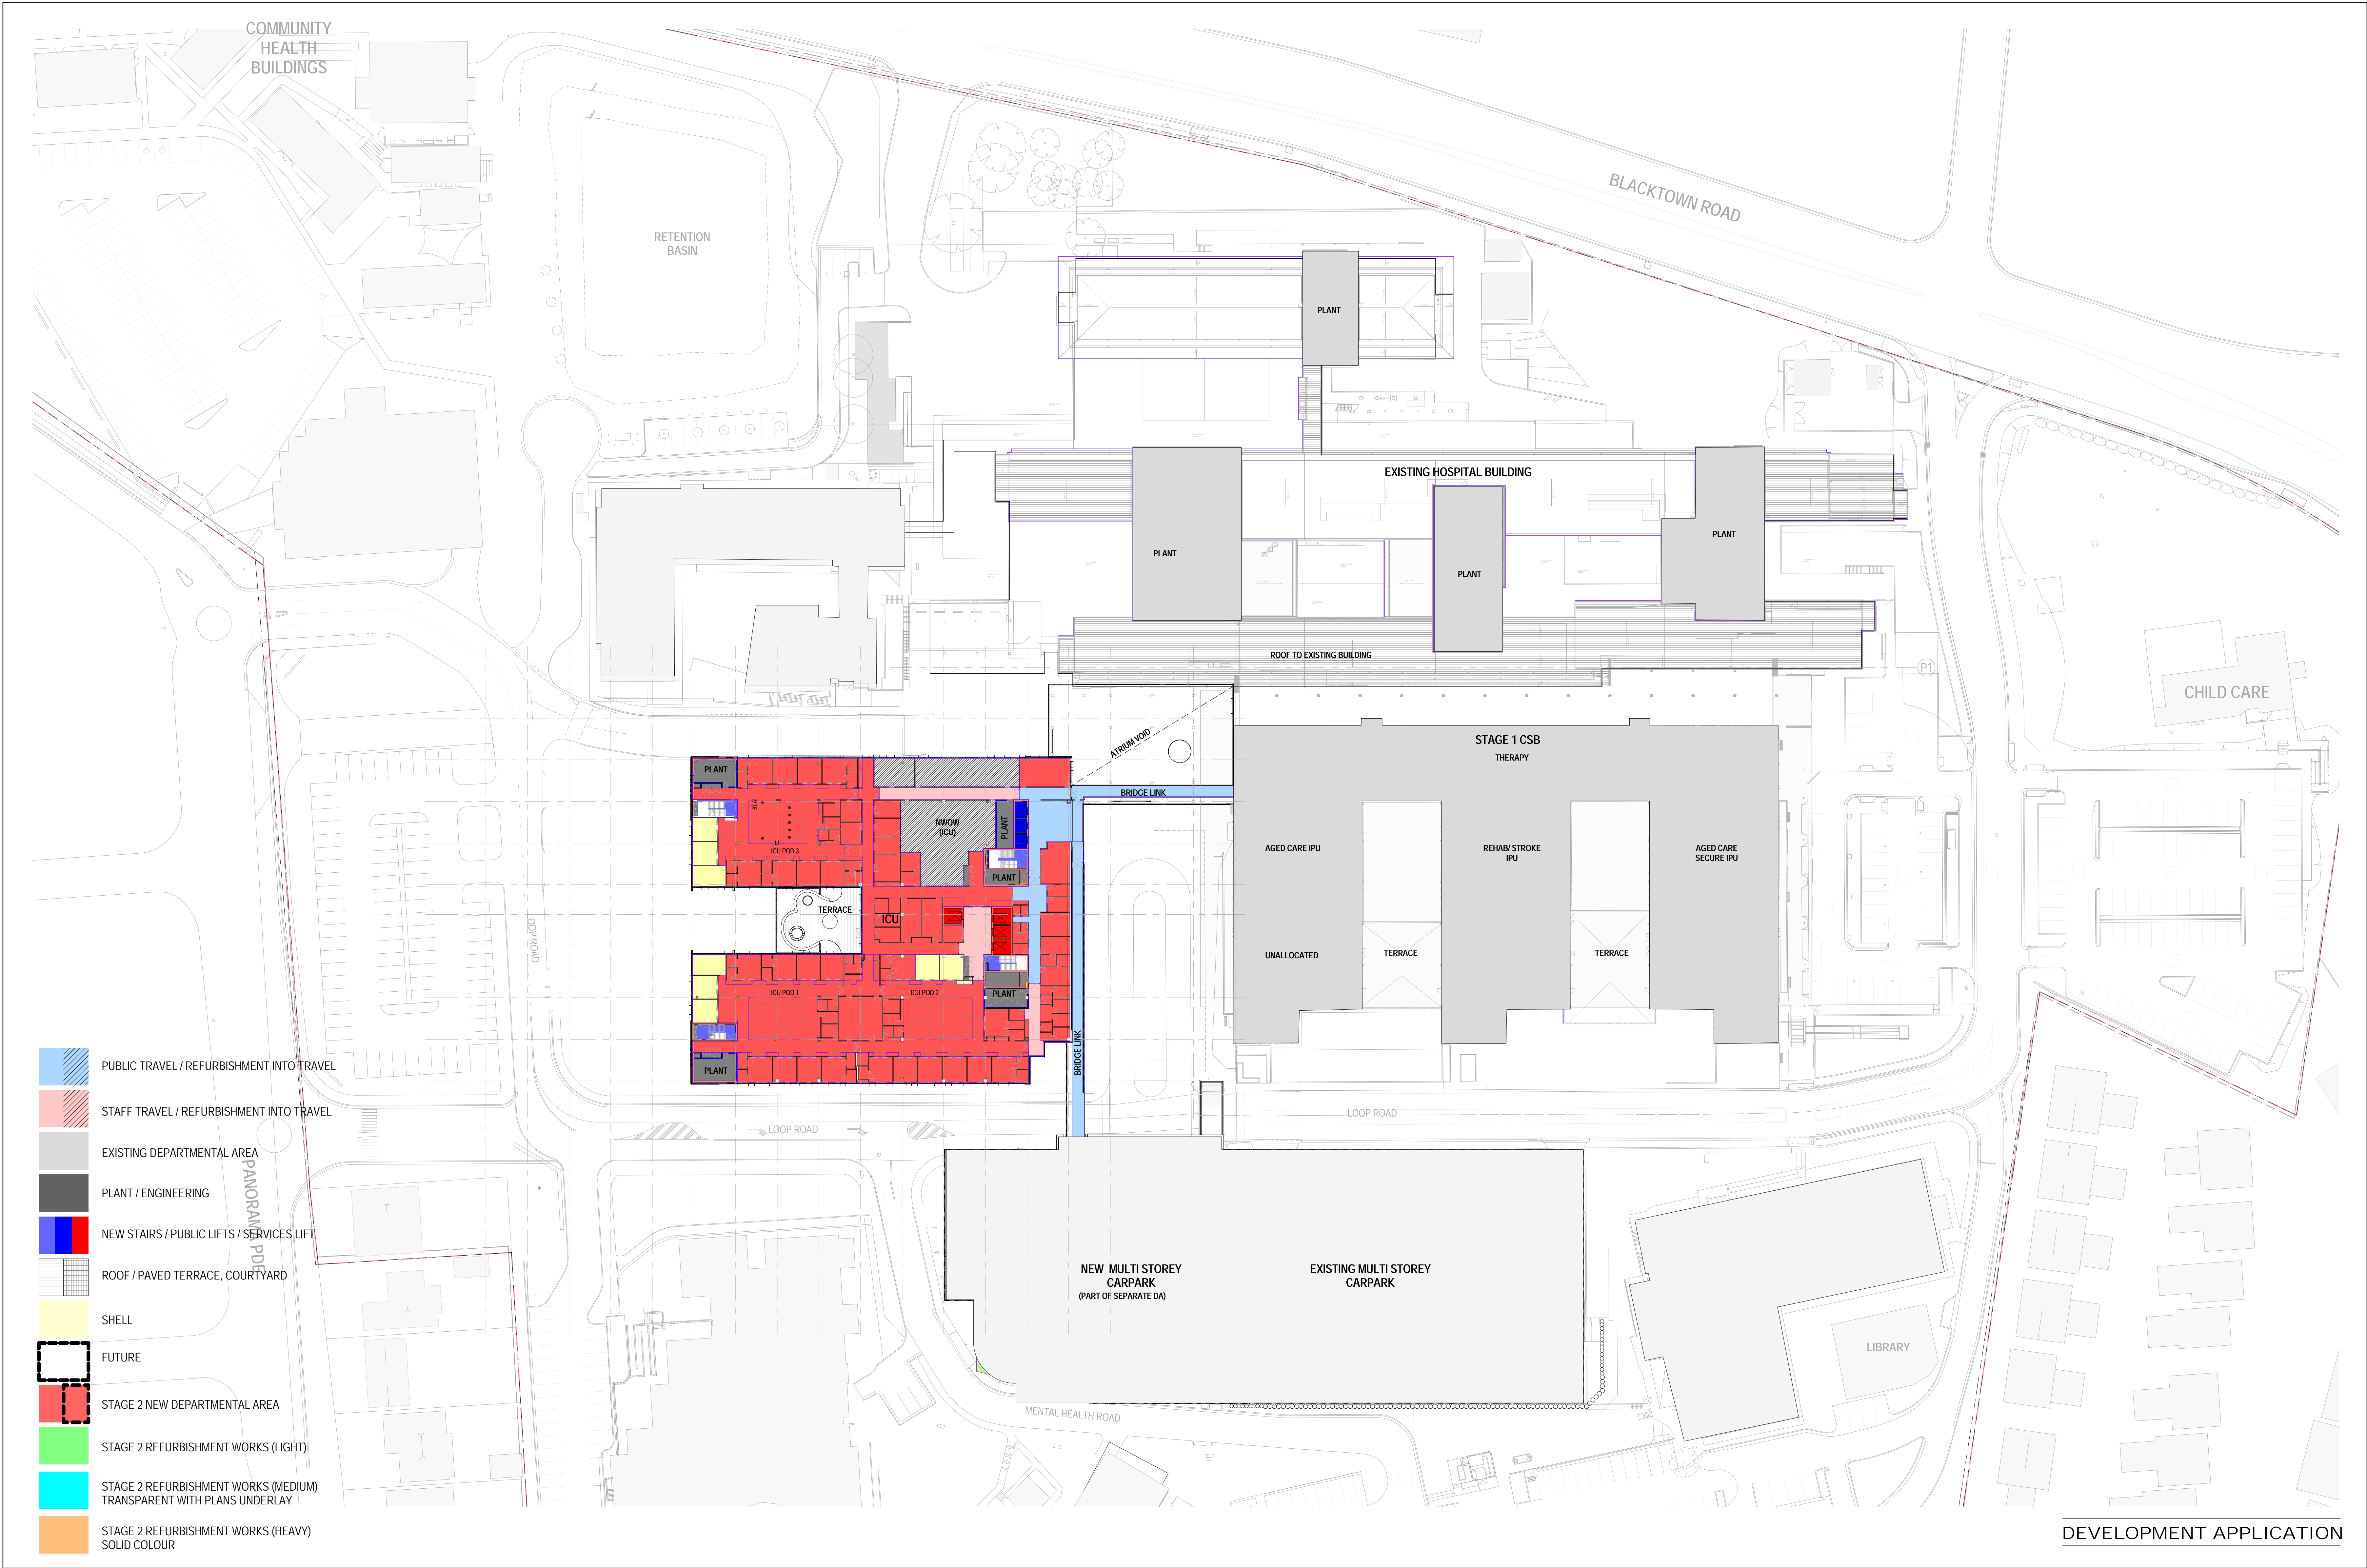 COMMUNITY
HEALTH
BUILDINGS
BLACKTOWN ROAD
RETENTION
BASIN
PLANT
EXISTING HOSPITAL BUILDING
PLANT
PLANT
PLANT
ROOF TO EXISTING BUILDING
P1
CHILD CARE
ATRIUM VOID
STAGE 1 CSB
THERAPY
PLANT
BRIDGE LINK
NWOW
(ICU)
PLANT
ICU POD 3
AGED CARE IPU
REHAB/ STROKE
IPU
AGED CARE
SECURE IPU
PLANT
TERRACE
ICU
LOOP ROAD
UNALLOCATED
TERRACE
TERRACE
ICU POD 1
ICU POD 2
PLANT
BRIDGE LINK
PLANT
LOOP ROAD
LOOP ROAD
PANORAMA PDE
NEW MULTI STOREY
CARPARK
(PART OF SEPARATE DA)
EXISTING MULTI STOREY
CARPARK
LIBRARY
MENTAL HEALTH ROAD
PUBLIC TRAVEL / REFURBISHMENT INTO TRAVEL
STAFF TRAVEL / REFURBISHMENT INTO TRAVEL
EXISTING DEPARTMENTAL AREA
PLANT / ENGINEERING
NEW STAIRS / PUBLIC LIFTS / SERVICES LIFT
ROOF / PAVED TERRACE, COURTYARD
SHELL
FUTURE
STAGE 2 NEW DEPARTMENTAL AREA
STAGE 2 REFURBISHMENT WORKS (LIGHT)
STAGE 2 REFURBISHMENT WORKS (MEDIUM)
TRANSPARENT WITH PLANS UNDERLAY
STAGE 2 REFURBISHMENT WORKS (HEAVY)
SOLID COLOUR
DEVELOPMENT APPLICATION